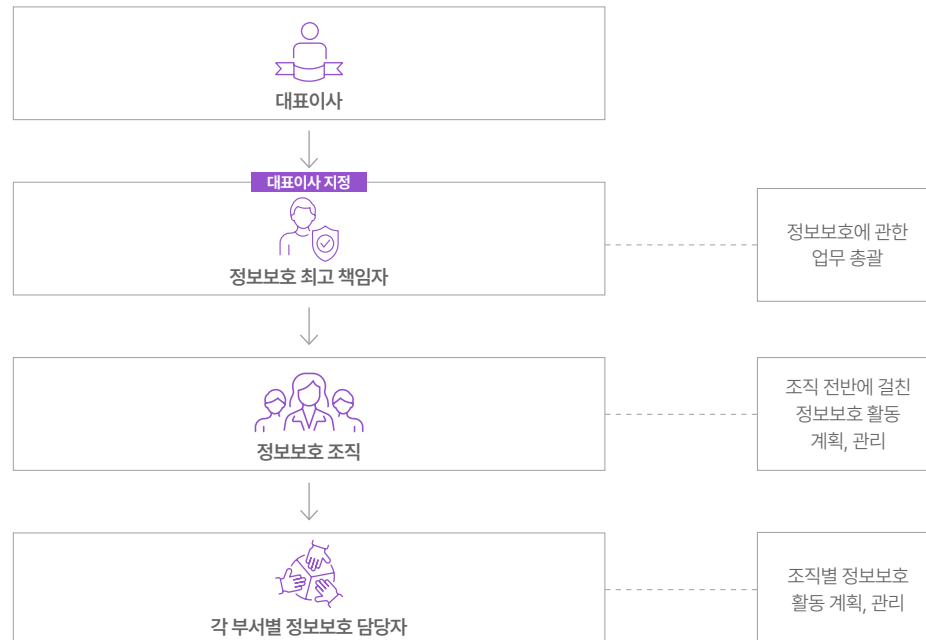 대표이사
대표이사 지정
정보보호 최고 책임자
정보보호에 관한
업무 총괄
정보보호 조직
조직 전반에 걸친
정보보호 활동
계획, 관리
각 부서별 정보보호 담당자
조직별 정보보호
활동 계획, 관리